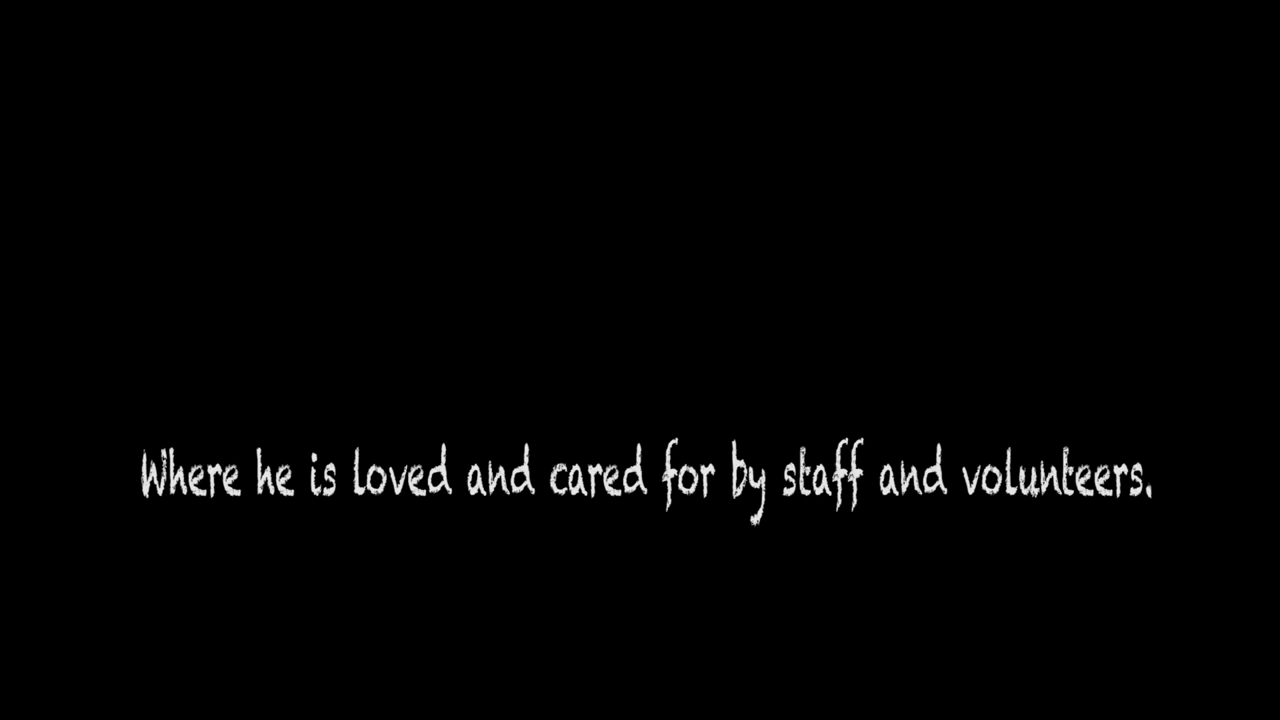 Where he is loved and cared for by staff and volunteers.